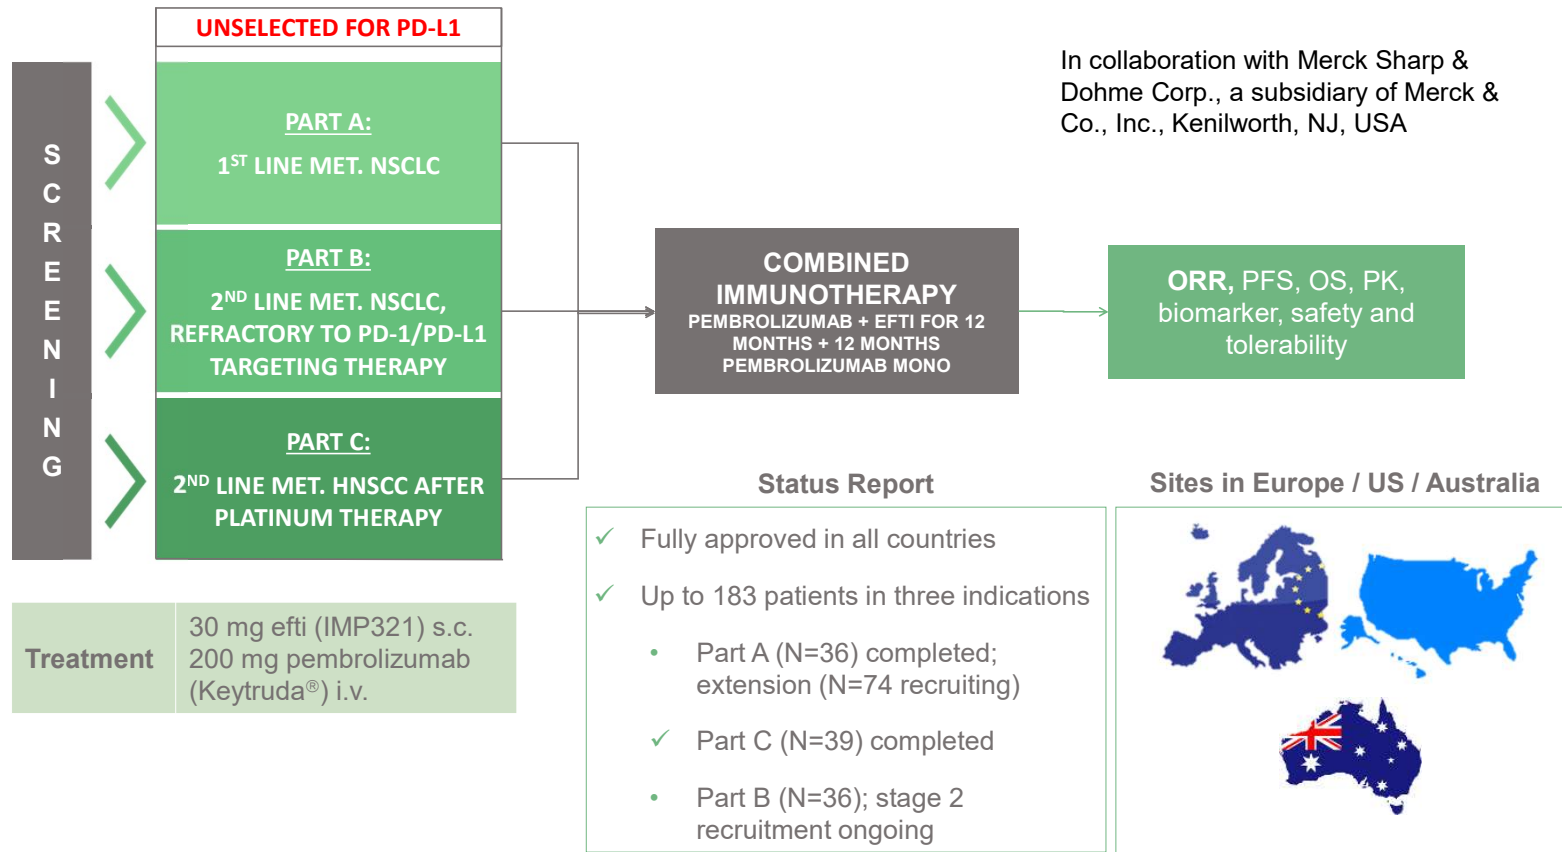 UNSELECTED FOR PD-L1
In collaboration with Merck Sharp &
Dohme Corp., a subsidiary of Merck &
Co., Inc., Kenilworth, NJ, USA
SCREENING
PART A:
1ST LINE MET. NSCLC
PART B:
2ND LINE MET. NSCLC,
REFRACTORY TO PD-1/PD-L1
TARGETING THERAPY
PART C:
2ND LINE MET. HNSCC AFTER
PLATINUM THERAPY
COMBINED
IMMUNOTHERAPY
PEMBROLIZUMAB + EFTI FOR 12
MONTHS + 12 MONTHS
PEMBROLIZUMAB MONO
ORR, PFS, OS, PK,
biomarker, safety and
tolerability
Treatment
30 mg efti (IMP321) s.c.
200 mg pembrolizumab
(Keytruda®) i.v.
Status Report
✓ Fully approved in all countries
✓ Up to 183 patients in three indications
• Part A (N=36) completed;
extension (N=74 recruiting)
✓ Part C (N=39) completed
• Part B (N=36); stage 2
recruitment ongoing
Sites in Europe / US / Australia